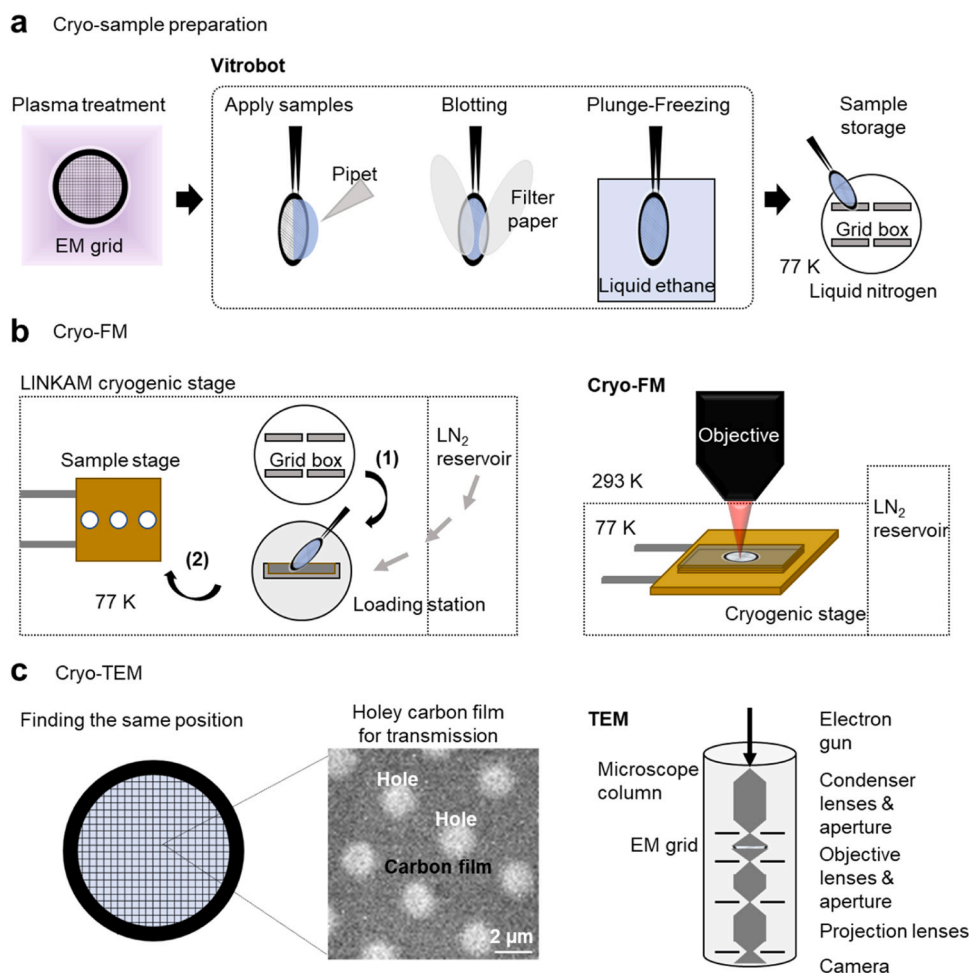 a Cryo-sample preparation
Vitrobot
Plasma treatment
EM grid
Apply samples
Pipet
Blotting
Filter
paper
Plunge-Freezing
Liquid ethane
Sample
storage
Grid box
77 K
Liquid nitrogen
b Cryo-FM
LINKAM cryogenic stage
Sample stage
77 K
Grid box
(1)
(2)
Loading station
LN₂
reservoir
Cryo-FM
Objective
293 K
77 K
LN₂
reservoir
Cryogenic stage
c Cryo-TEM
Finding the same position
Holey carbon film
for transmission
Hole
Hole
Carbon film
2 μm
TEM
Microscope
column
EM grid
Electron
gun
Condenser
lenses &
aperture
Objective
lenses &
aperture
Projection lenses
Camera